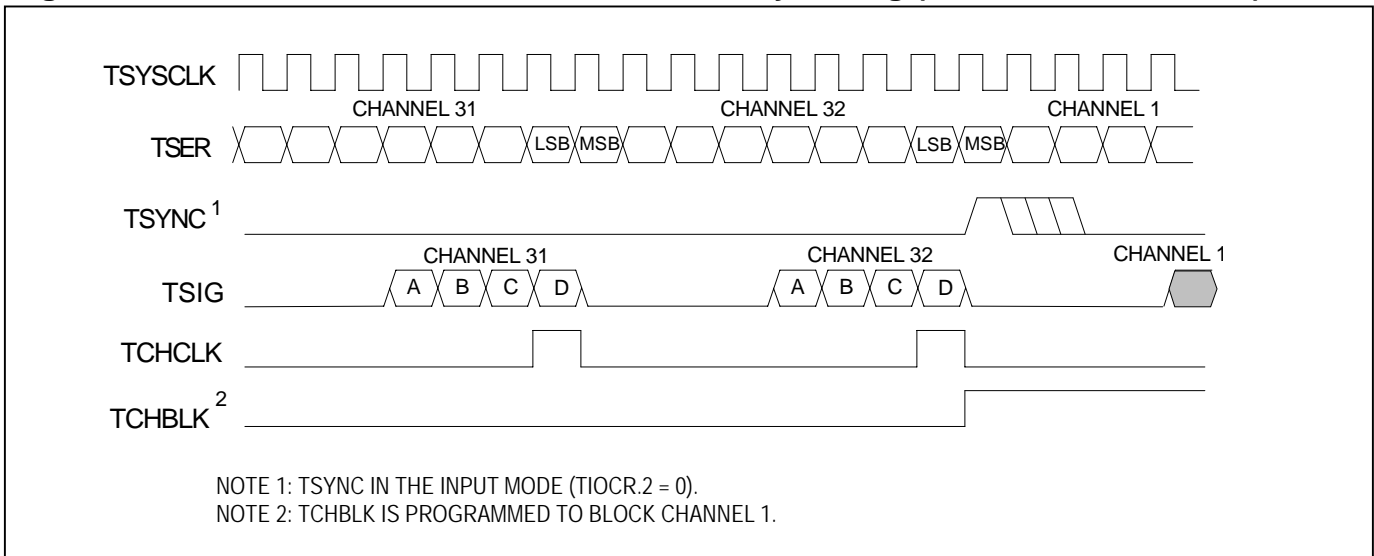 TSYSCLK
CHANNEL 31 CHANNEL 32 CHANNEL 1
TSER LSB MSB LSB MSB
TSYNC 1
CHANNEL 31 CHANNEL 32 CHANNEL 1
TSIG A B C D A B C D
TCHCLK
TCHBLK 2
NOTE 1: TSYNC IN THE INPUT MODE (TIOCR.2 = 0).
NOTE 2: TCHBLK IS PROGRAMMED TO BLOCK CHANNEL 1.